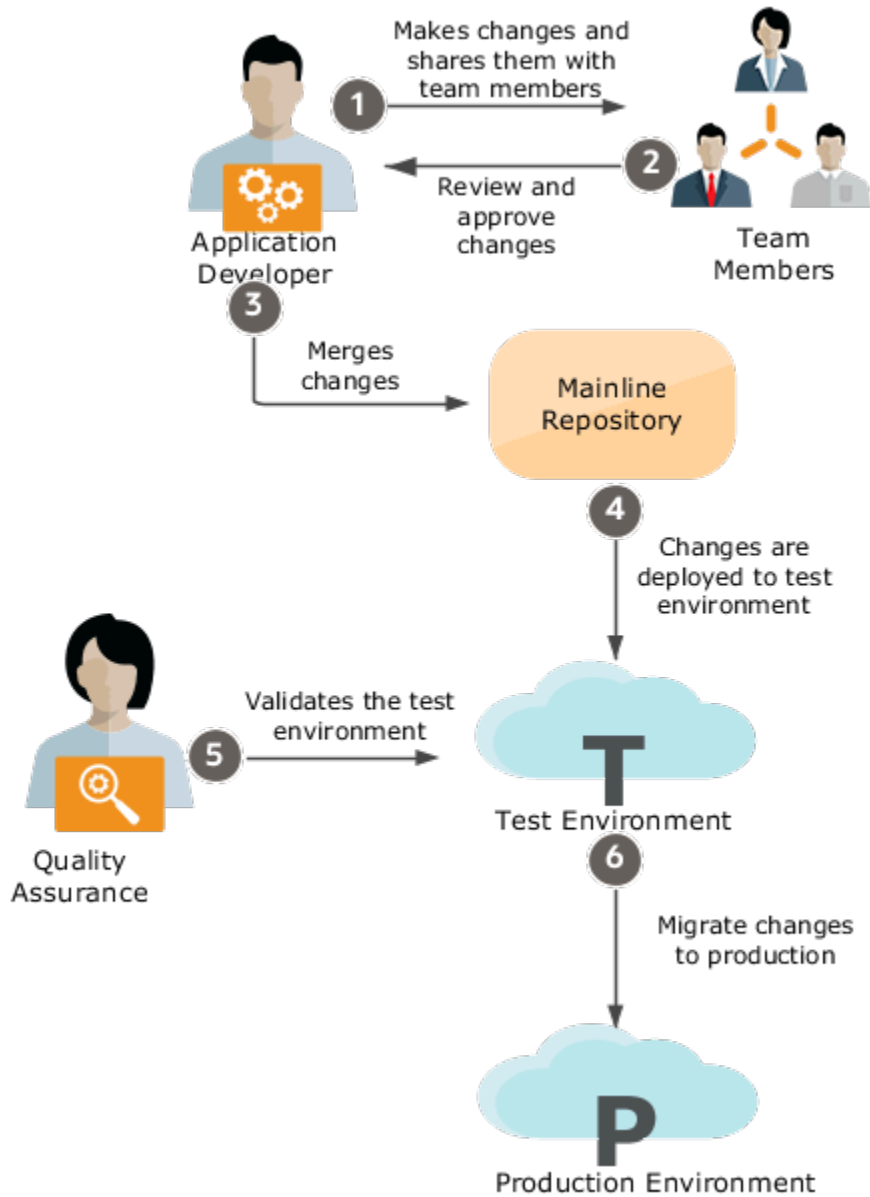 Makes changes and
shares them with
team members
1
2
Review and
approve
changes
Application
Developer
Team
Members
3
Merges
changes
Mainline
Repository
4
Changes are
deployed to test
environment
Validates the test
environment
5
T
Test Environment
Quality
Assurance
6
Migrate changes
to production
P
Production Environment